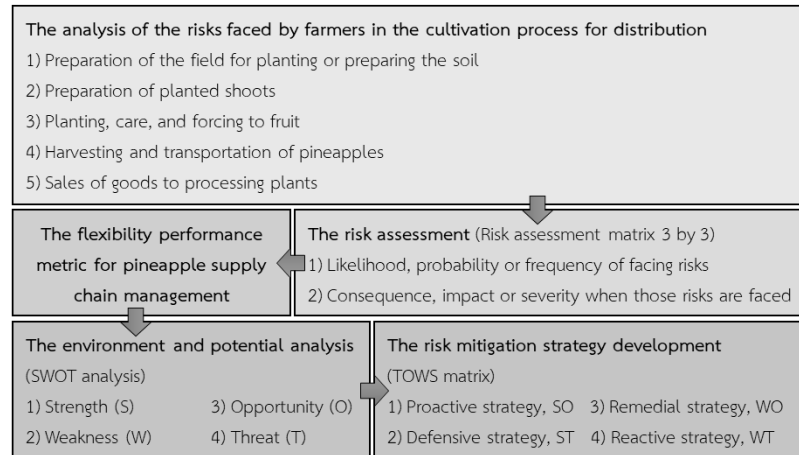 The analysis of the risks faced by farmers in the cultivation process for distribution
1) Preparation of the field for planting or preparing the soil
2) Preparation of planted shoots
3) Planting, care, and forcing to fruit
4) Harvesting and transportation of pineapples
5) Sales of goods to processing plants
The flexibility performance
metric for pineapple supply
chain management
The risk assessment (Risk assessment matrix 3 by 3)
1) Likelihood, probability or frequency of facing risks
2) Consequence, impact or severity when those risks are faced
The environment and potential analysis
(SWOT analysis)
1) Strength (S) 3) Opportunity (O)
2) Weakness (W) 4) Threat (T)
The risk mitigation strategy development
(TOWS matrix)
1) Proactive strategy, SO 3) Remedial strategy, WO
2) Defensive strategy, ST 4) Reactive strategy, WT